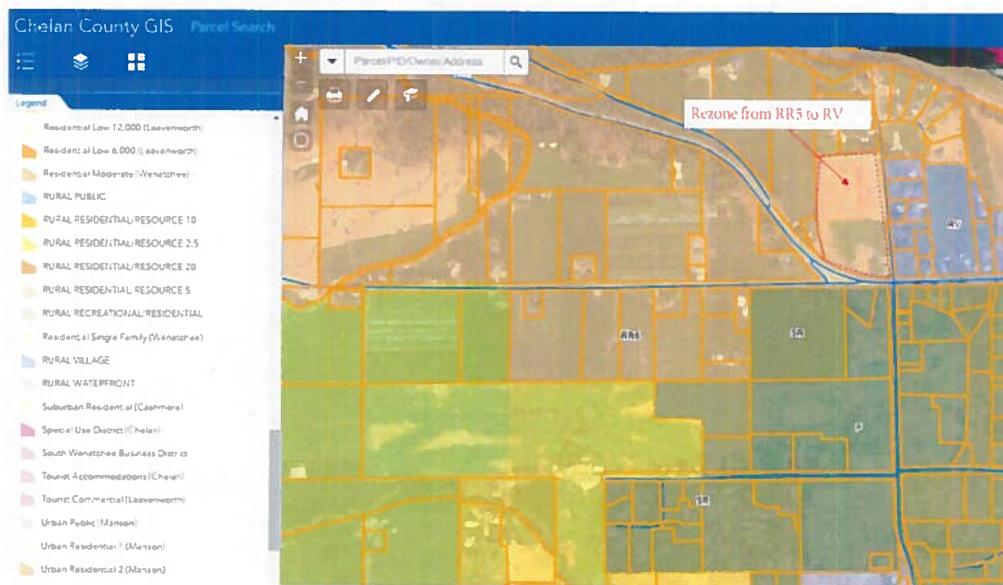 Chelan County GIS Parcel Search
Parcel/PID/Owner/Address
Legend
Residential Low 12,000 (Leavenworth)
Residential Low 6,000 (Leavenworth)
Residential Moderate (Wenatchee)
RURAL PUBLIC
RURAL RESIDENTIAL/RESOURCE 10
RURAL RESIDENTIAL/RESOURCE 2.5
RURAL RESIDENTIAL/RESOURCE 20
RURAL RESIDENTIAL/RESOURCE 5
RURAL RECREATIONAL/RESIDENTIAL
Residential Single Family (Wenatchee)
RURAL VILLAGE
RURAL WATERFRONT
Suburban Residential (Cashmere)
Special Use District (Chelan)
South Wenatchee Business District
Tourist Accommodations (Chelan)
Tourist Commercial (Leavenworth)
Urban Public (Manson)
Urban Residential 1 (Manson)
Urban Residential 2 (Manson)
Rezone from RR5 to RV
RV
RR5
SR
SR